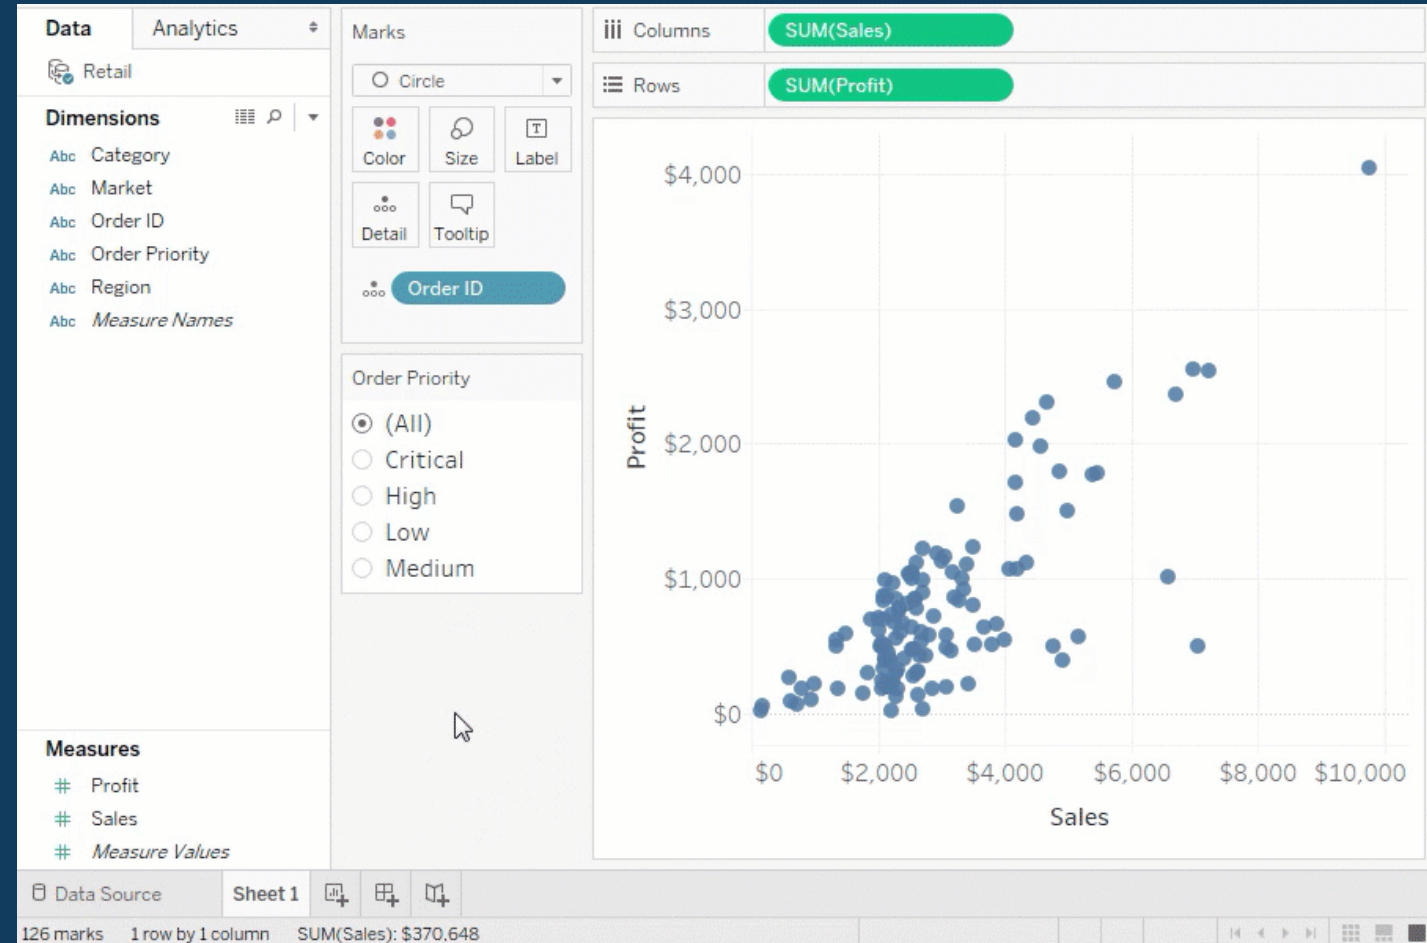 Data
Analytics
Retail
Dimensions
Abc Category
Abc Market
Abc Order ID
Abc Order Priority
Abc Region
Abc Measure Names
Measures
# Profit
# Sales
# Measure Values
Marks
Circle
Color
Size
T
Label
Detail
Tooltip
Order ID
Order Priority
(All)
Critical
High
Low
Medium
Columns
SUM(Sales)
Rows
SUM(Profit)
$4,000
$3,000
$2,000
$1,000
$0
Profit
$0 $2,000 $4,000 $6,000 $8,000 $10,000
Sales
Data Source
Sheet 1
126 marks 1 row by 1 column SUM(Sales): $370,648